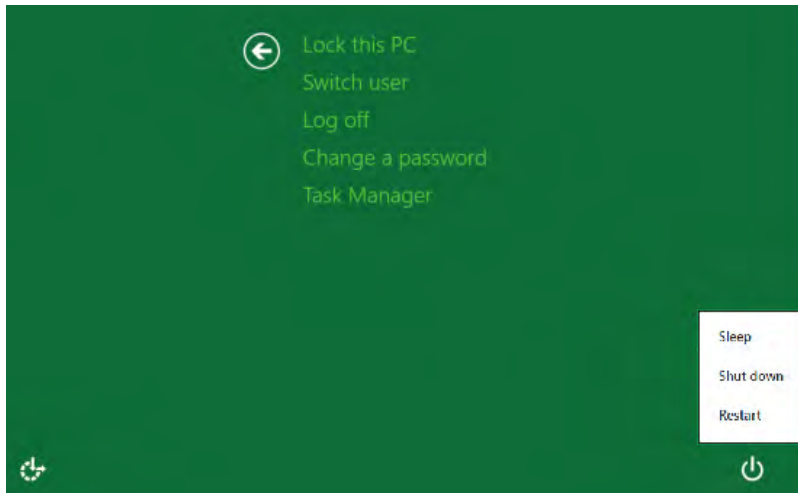 Lock this PC
Switch user
Log off
Change a password
Task Manager
Sleep
Shut down
Restart